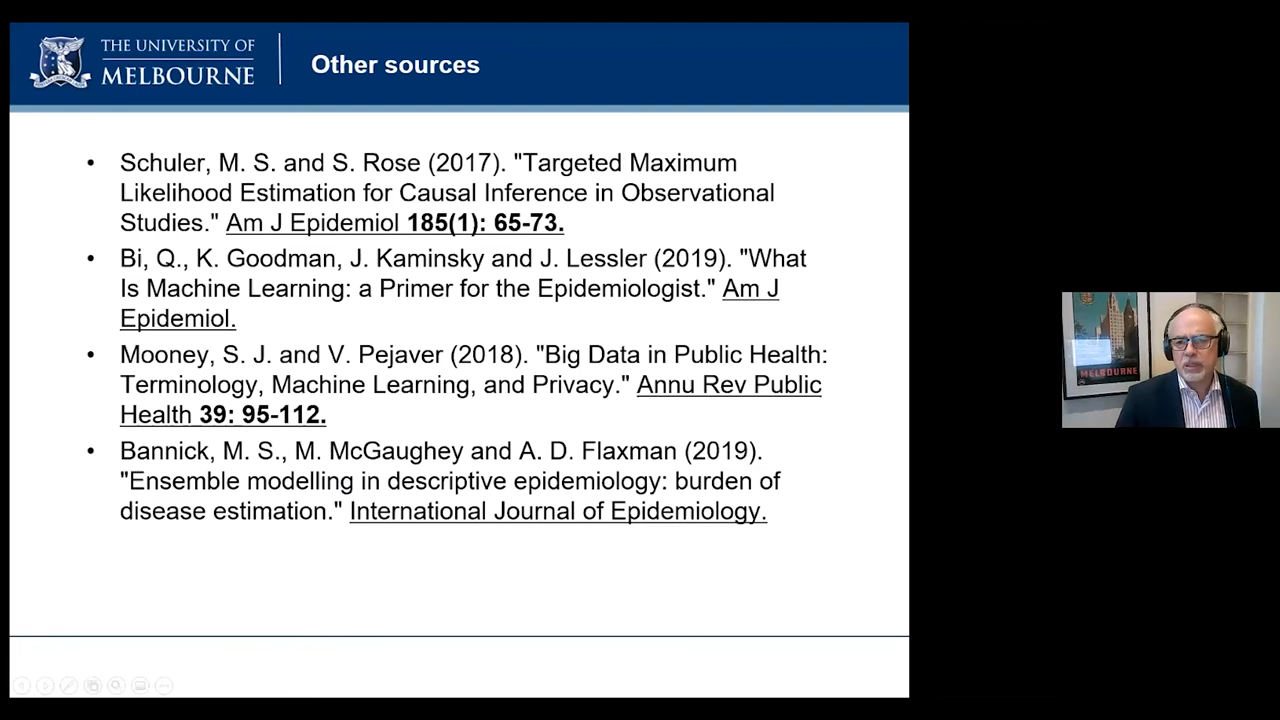 THE UNIVERSITY OF
MELBOURNE
Other sources
• Schuler, M. S. and S. Rose (2017). "Targeted Maximum
Likelihood Estimation for Causal Inference in Observational
Studies." Am J Epidemiol 185(1): 65-73.
• Bi, Q., K. Goodman, J. Kaminsky and J. Lessler (2019). "What
Is Machine Learning: a Primer for the Epidemiologist." Am J
Epidemiol.
• Mooney, S. J. and V. Pejaver (2018). "Big Data in Public Health:
Terminology, Machine Learning, and Privacy." Annu Rev Public
Health 39: 95-112.
• Bannick, M. S., M. McGaughey and A. D. Flaxman (2019).
"Ensemble modelling in descriptive epidemiology: burden of
disease estimation." International Journal of Epidemiology.
MELBOURNE